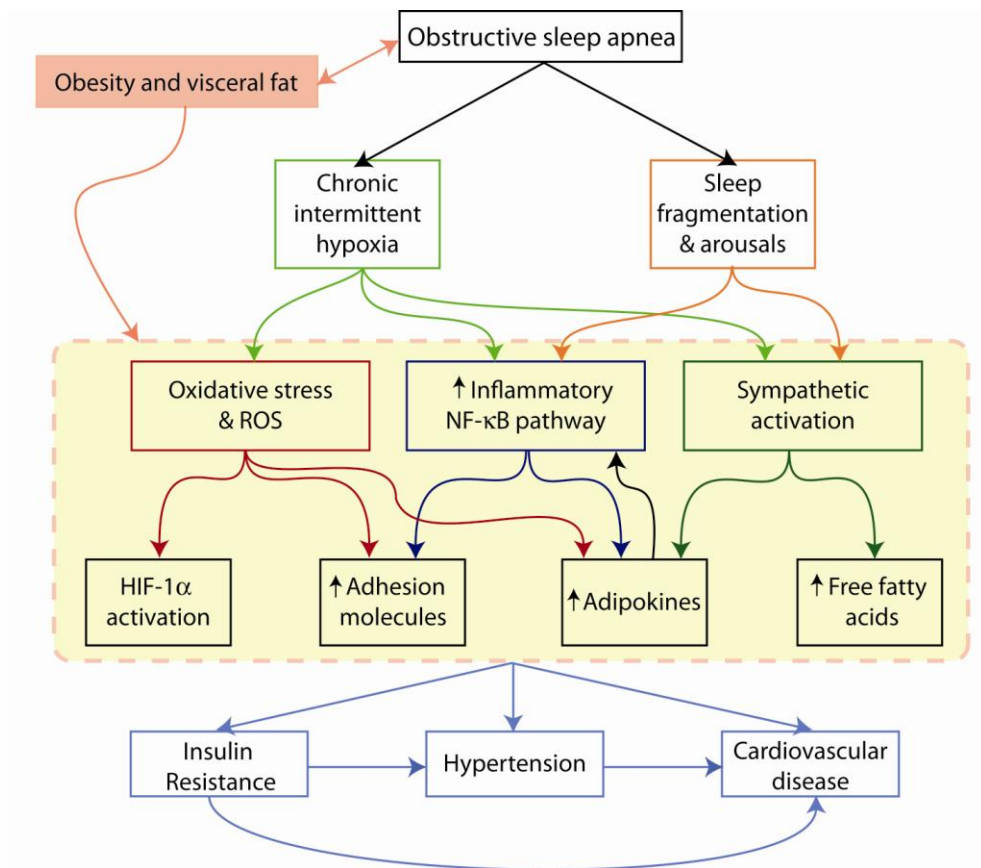 Obstructive sleep apnea
Obesity and visceral fat
Chronic
intermittent
hypoxia
Sleep
fragmentation
& arousals
Oxidative stress
& ROS
↑Inflammatory
NF-κB pathway
Sympathetic
activation
HIF-1α
activation
↑Adhesion
molecules
↑Adipokines
↑Free fatty
acids
Insulin
Resistance
Hypertension
Cardiovascular
disease